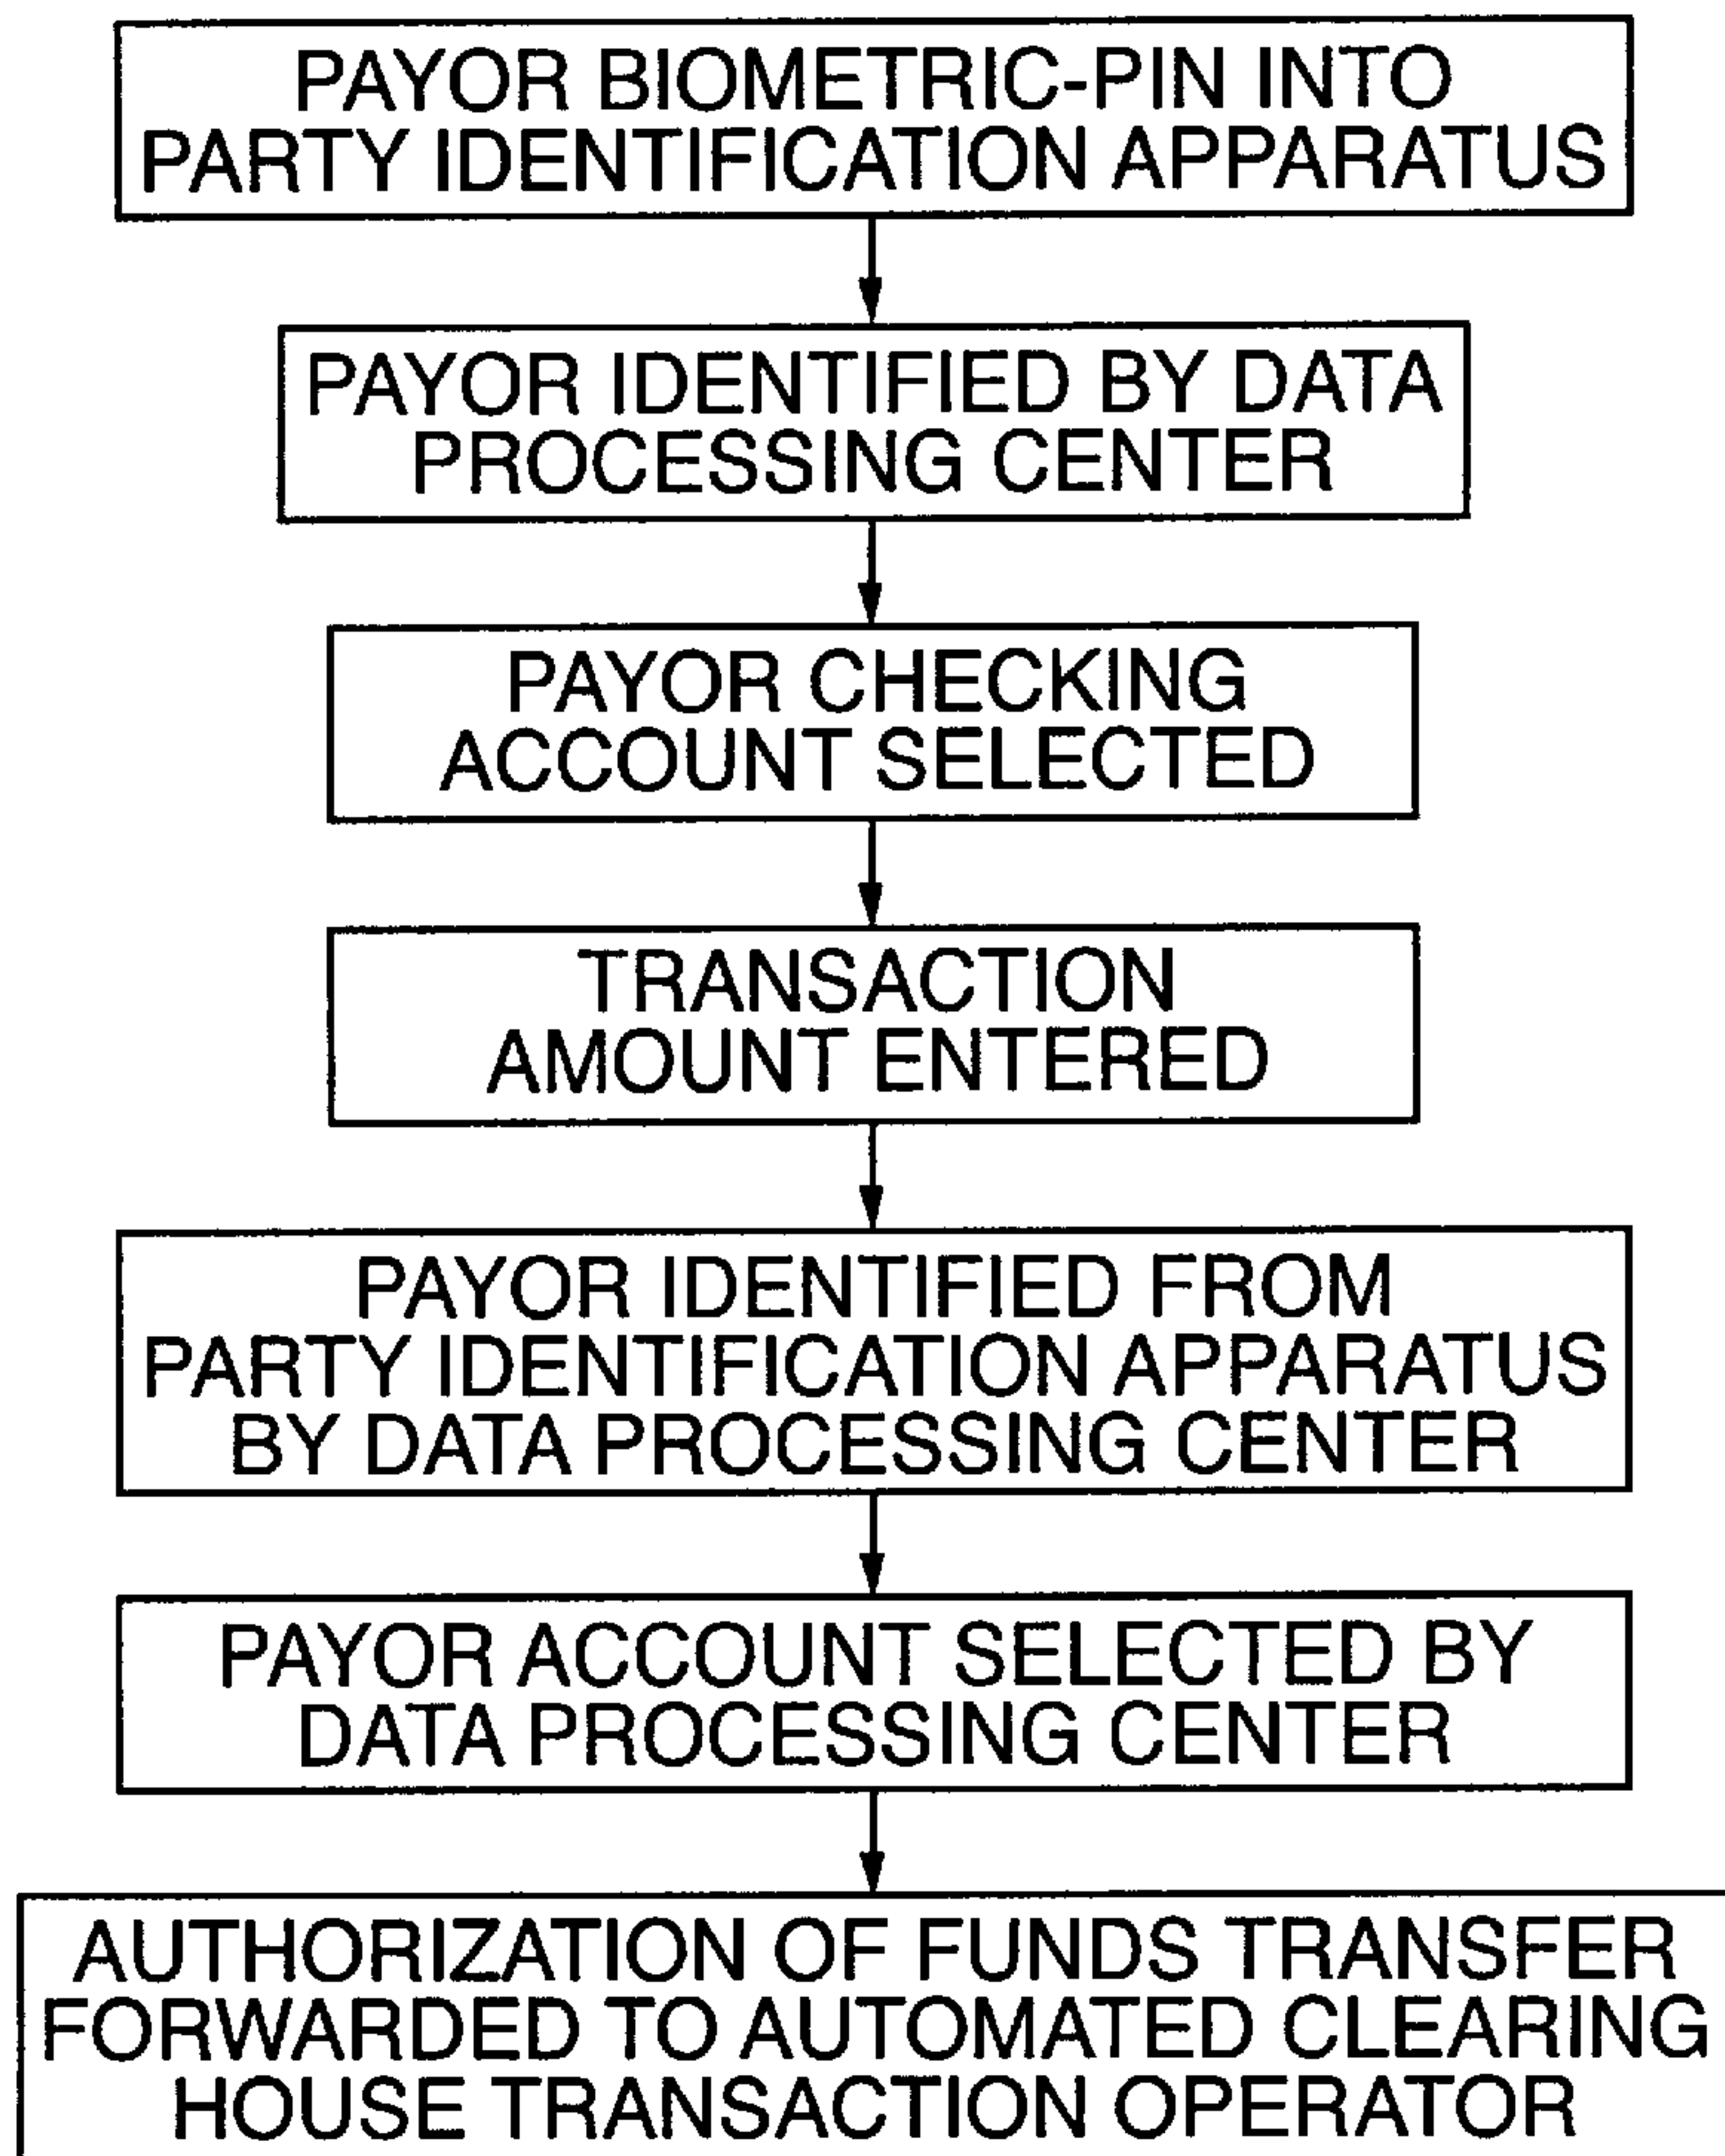 PAYOR BIOMETRIC-PIN INTO
PARTY IDENTIFICATION APPARATUS
PAYOR IDENTIFIED BY DATA
PROCESSING CENTER
PAYOR CHECKING
ACCOUNT SELECTED
TRANSACTION
AMOUNT ENTERED
PAYOR IDENTIFIED FROM
PARTY IDENTIFICATION APPARATUS
BY DATA PROCESSING CENTER
PAYOR ACCOUNT SELECTED BY
DATA PROCESSING CENTER
AUTHORIZATION OF FUNDS TRANSFER
FORWARDED TO AUTOMATED CLEARING
HOUSE TRANSACTION OPERATOR